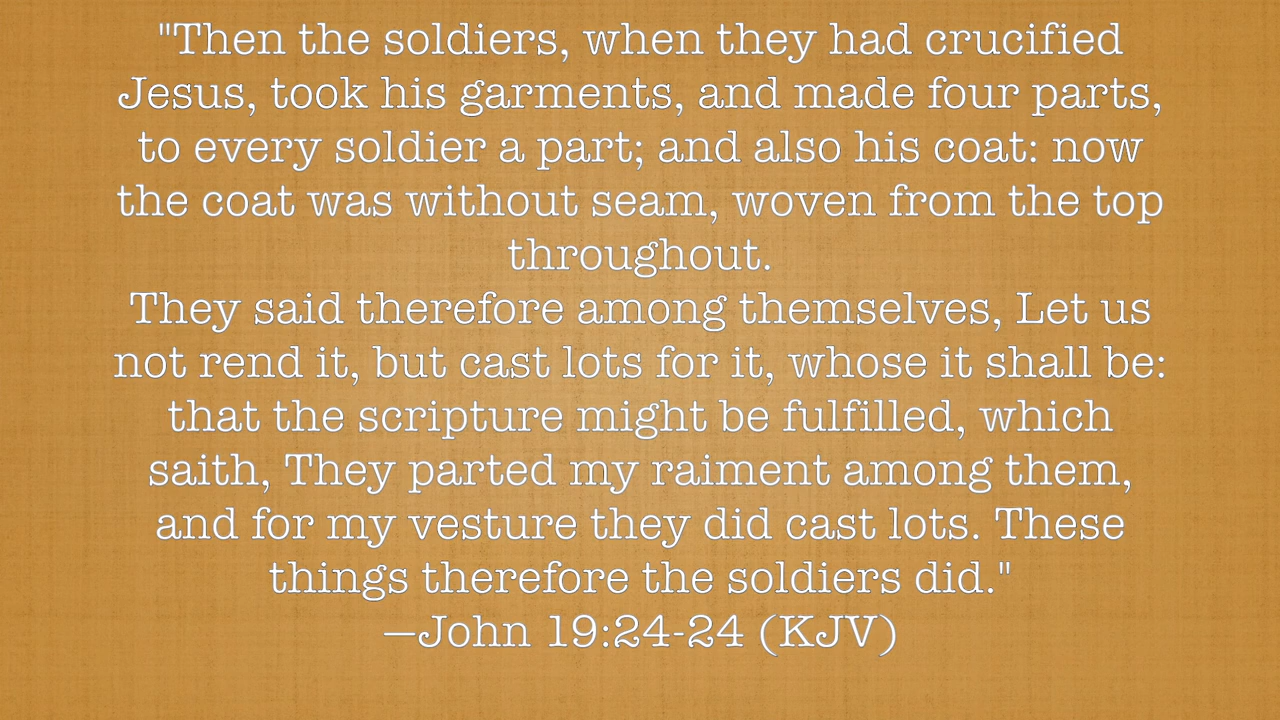 "Then the soldiers, when they had crucified
Jesus, took his garments, and made four parts,
to every soldier a part; and also his coat: now
the coat was without seam, woven from the top
throughout.
They said therefore among themselves, Let us
not rend it, but cast lots for it, whose it shall be:
that the scripture might be fulfilled, which
saith, They parted my raiment among them,
and for my vesture they did cast lots. These
things therefore the soldiers did."
—John 19:24-24 (KJV)